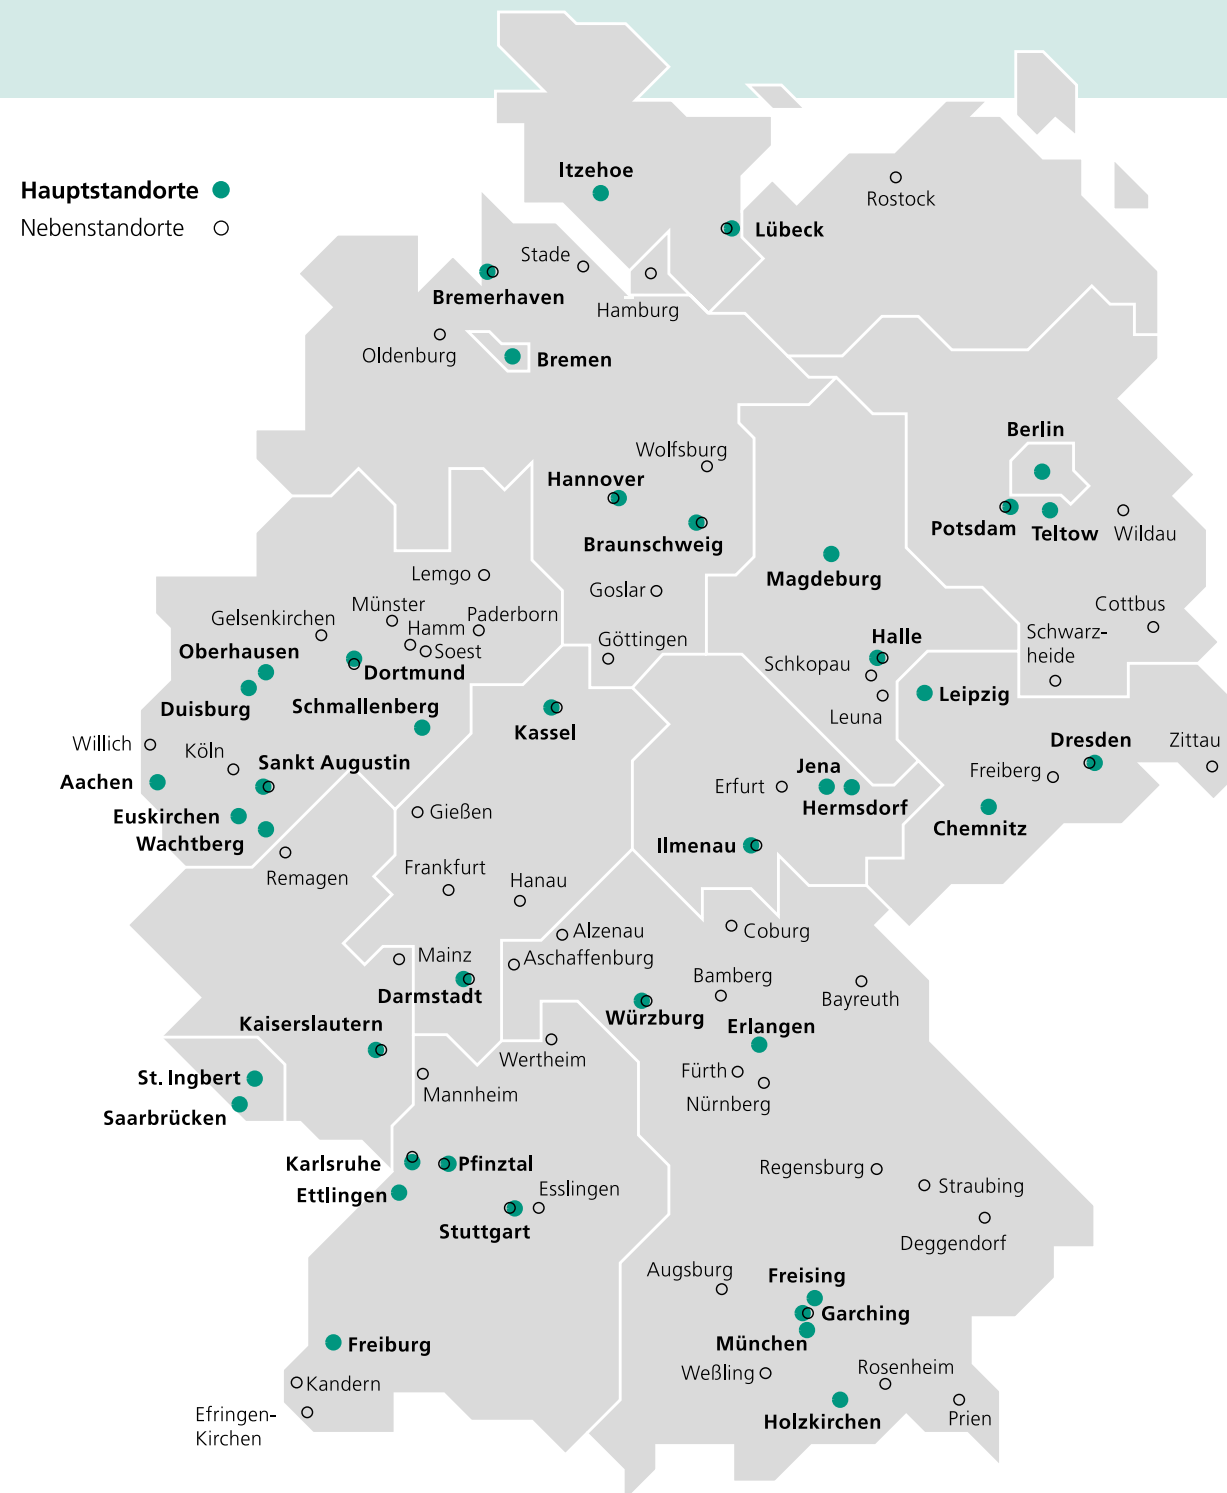 Hauptstandorte
Nebenstandorte
Itzehoe
Rostock
Lübeck
Stade
Bremerhaven
Hamburg
Oldenburg
Bremen
Berlin
Wolfsburg
Hannover
Potsdam
Teltow
Wildau
Braunschweig
Magdeburg
Lemgo
Goslar
Münster
Cottbus
Gelsenkirchen
Paderborn
Hamm
Schwarz-
heide
Göttingen
Halle
Oberhausen
Soest
Schkopau
Dortmund
Leipzig
Duisburg
Schmallenberg
Leuna
Kassel
Willich
Köln
Dresden
Zittau
Sankt Augustin
Jena
Freiberg
Aachen
Erfurt
Hermsdorf
Gießen
Euskirchen
Chemnitz
Wachtberg
Ilmenau
Frankfurt
Remagen
Hanau
Alzenau
Coburg
Mainz
Aschaffenburg
Bamberg
Darmstadt
Bayreuth
Würzburg
Kaiserslautern
Erlangen
Wertheim
St. Ingbert
Fürth
Mannheim
Nürnberg
Saarbrücken
Karlsruhe
Pfinztal
Regensburg
Ettlingen
Esslingen
Straubing
Stuttgart
Deggendorf
Augsburg
Freising
Garching
Freiburg
München
Weßling
Rosenheim
Kandern
Efringen-
Kirchen
Holzkirchen
Prien